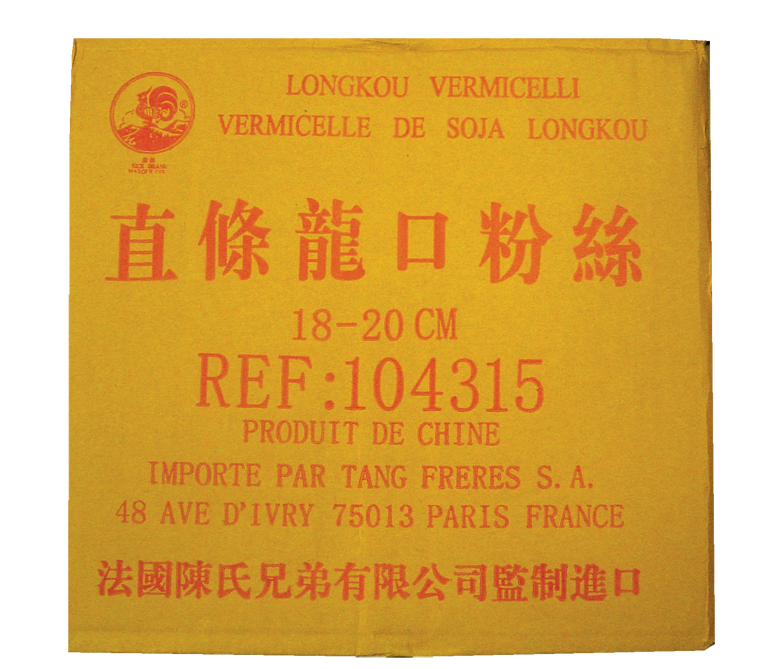 LONGKOU VERMICELLI
VERMICELLE DE SOJA LONGKOU
®
直條龍口粉絲
18-20 CM
REF:104315
PRODUIT DE CHINE
IMPORTE PAR TANG FRERES S.A.
48 AVE D'IVRY 75013 PARIS FRANCE
法國陳氏兄弟有限公司監制進口